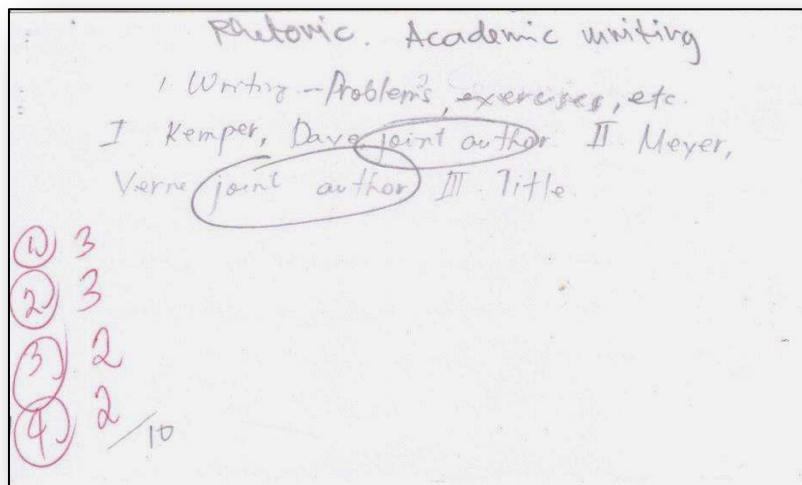 Rhetoric. Academic writing
1. Writing -- Problems, exercises, etc.
I Kemper, Dave joint author II Meyer,
Verne joint author III Title.
1) 3
2) 3
3) 2
4) 2
/10